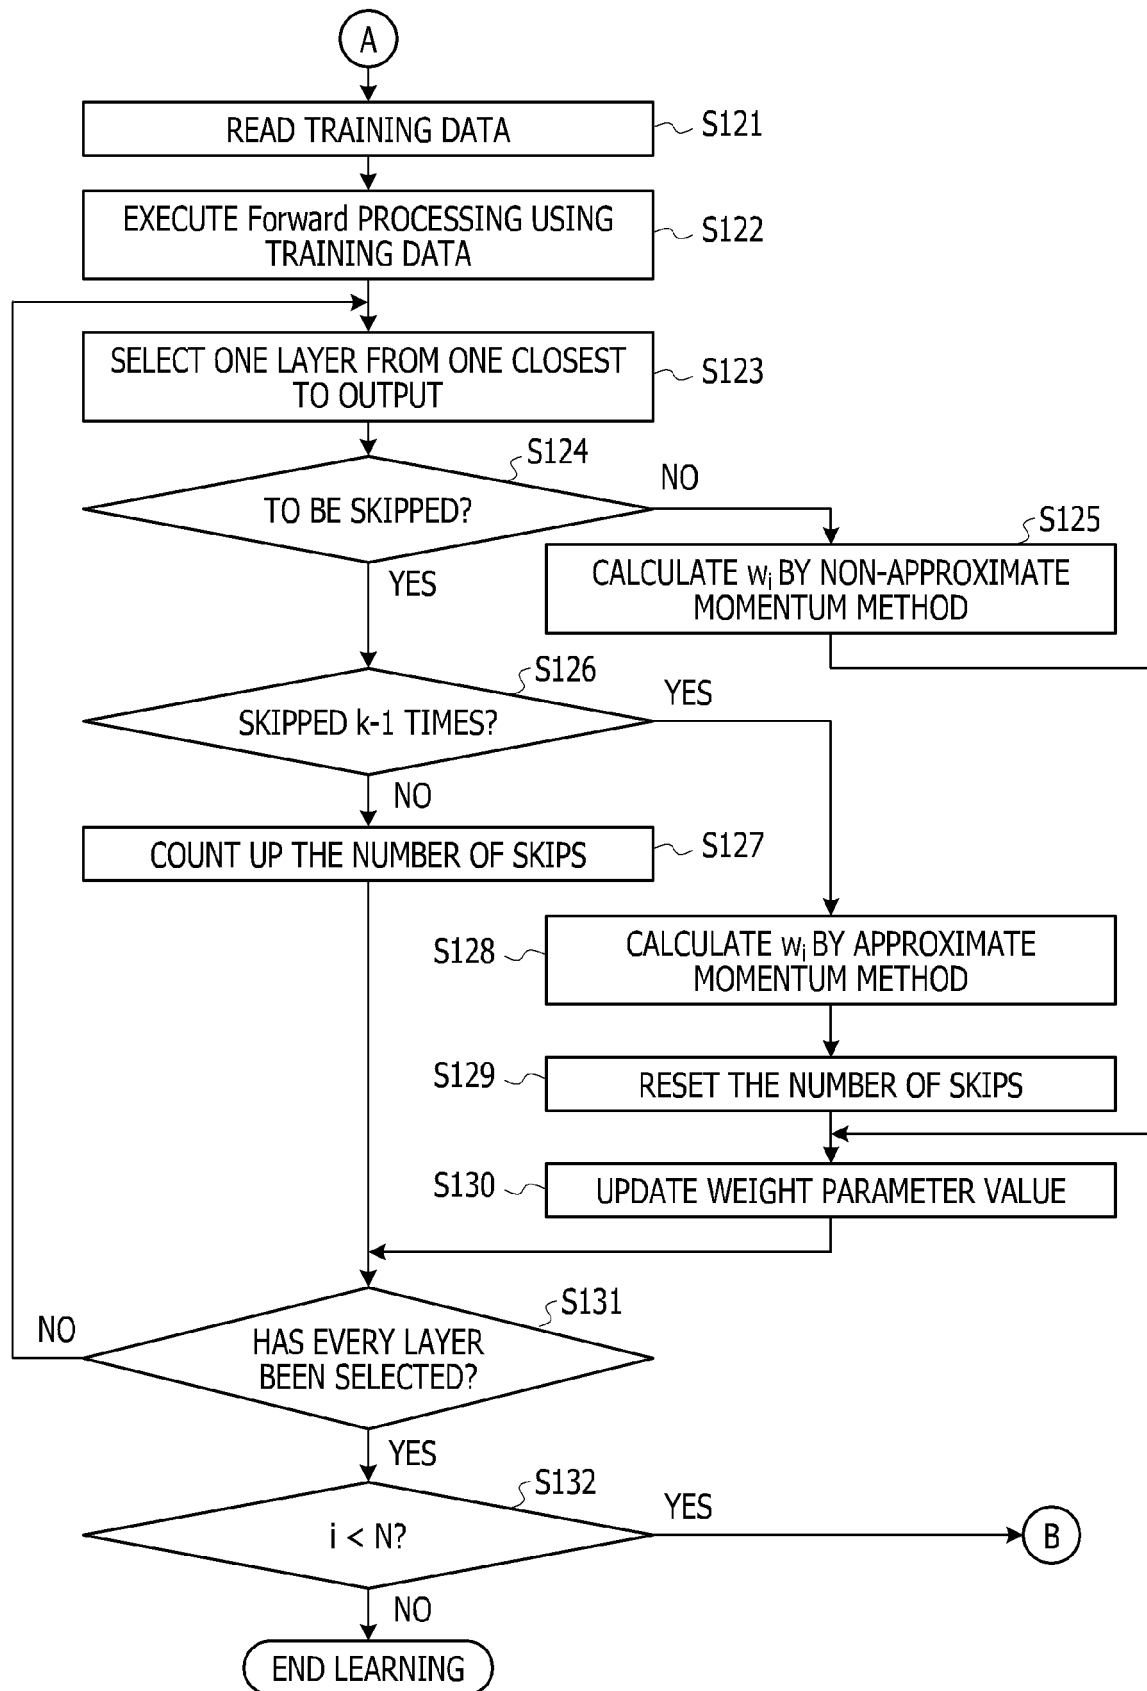 A
READ TRAINING DATA
S121
EXECUTE Forward PROCESSING USING
TRAINING DATA
S122
SELECT ONE LAYER FROM ONE CLOSEST
TO OUTPUT
S123
S124
TO BE SKIPPED?
NO
YES
S125
CALCULATE wi BY NON-APPROXIMATE
MOMENTUM METHOD
S126
SKIPPED k-1 TIMES?
YES
NO
COUNT UP THE NUMBER OF SKIPS
S127
S128
CALCULATE wi BY APPROXIMATE
MOMENTUM METHOD
S129
RESET THE NUMBER OF SKIPS
S130
UPDATE WEIGHT PARAMETER VALUE
S131
HAS EVERY LAYER
BEEN SELECTED?
NO
YES
S132
i < N?
YES
B
NO
END LEARNING